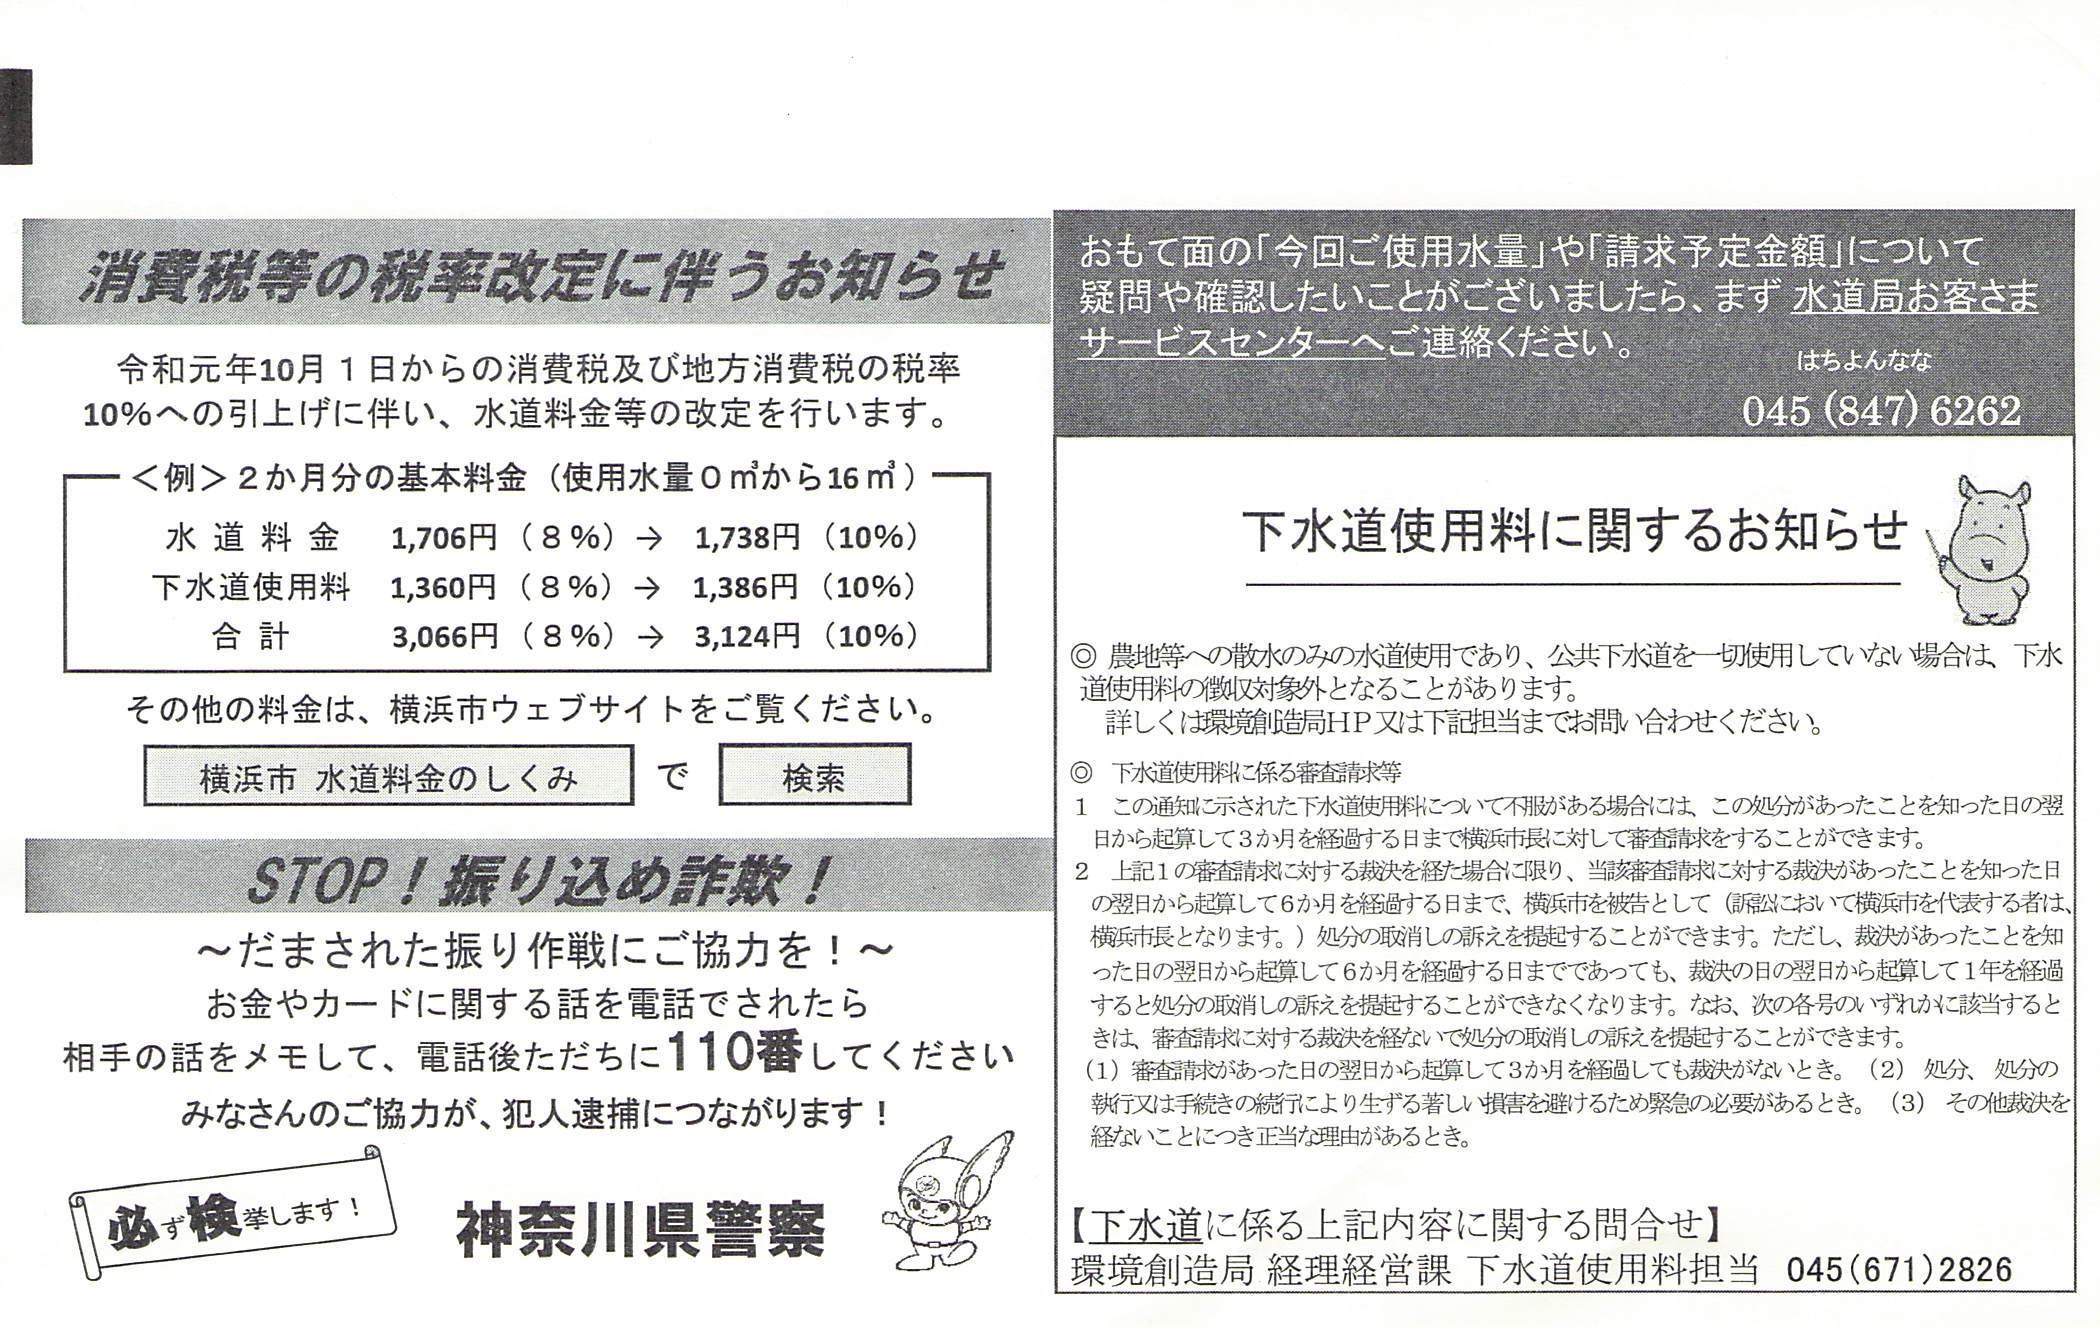 消費税等の税率改定に伴うお知らせ
令和元年10月１日からの消費税及び地方消費税の税率
10%への引上げに伴い、水道料金等の改定を行います。
＜例＞２か月分の基本料金（使用水量０㎥から16㎥）
水 道 料 金　1,706円（８%）→　1,738円（10%）
下水道使用料　1,360円（８%）→　1,386円（10%）
合 計　3,066円（８%）→　3,124円（10%）
その他の料金は、横浜市ウェブサイトをご覧ください。
横浜市 水道料金のしくみ　で　検索
STOP！振り込め詐欺！
～だまされた振り作戦にご協力を！～
お金やカードに関する話を電話でされたら
相手の話をメモして、電話後ただちに110番してください
みなさんのご協力が、犯人逮捕につながります！
必ず検挙します！
神奈川県警察
おもて面の「今回ご使用水量」や「請求予定金額」について
疑問や確認したいことがございましたら、まず 水道局お客さま
サービスセンターへご連絡ください。
はちよんなな
045（847）6262
下水道使用料に関するお知らせ
◎ 農地等への散水のみの水道使用であり、公共下水道を一切使用していない場合は、下水
道使用料の徴収対象外となることがあります。
詳しくは環境創造局ＨＰ又は下記担当までお問い合わせください。
◎　下水道使用料に係る審査請求等
１　この通知に示された下水道使用料について不服がある場合には、この処分があったことを知った日の翌
日から起算して３か月を経過する日まで横浜市長に対して審査請求をすることができます。
２　上記１の審査請求に対する裁決を経た場合に限り、当該審査請求に対する裁決があったことを知った日
の翌日から起算して６か月を経過する日まで、横浜市を被告として（訴訟において横浜市を代表する者は、
横浜市長となります。）処分の取消しの訴えを提起することができます。ただし、裁決があったことを知
った日の翌日から起算して６か月を経過する日までであっても、裁決の日の翌日から起算して１年を経過
すると処分の取消しの訴えを提起することができなくなります。なお、次の各号のいずれかに該当すると
きは、審査請求に対する裁決を経ないで処分の取消しの訴えを提起することができます。
（1）審査請求があった日の翌日から起算して３か月を経過しても裁決がないとき。（2） 処分、処分の
執行又は手続きの続行により生ずる著しい損害を避けるため緊急の必要があるとき。（3） その他裁決を
経ないことにつき正当な理由があるとき。
【下水道に係る上記内容に関する問合せ】
環境創造局 経理経営課 下水道使用料担当　045(671)2826